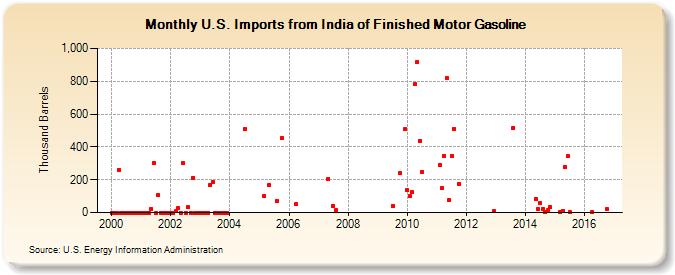 Monthly U.S. Imports from India of Finished Motor Gasoline
Thousand Barrels
1,000
800
600
400
200
0
2000 2002 2004 2006 2008 2010 2012 2014 2016
Source: U.S. Energy Information Administration